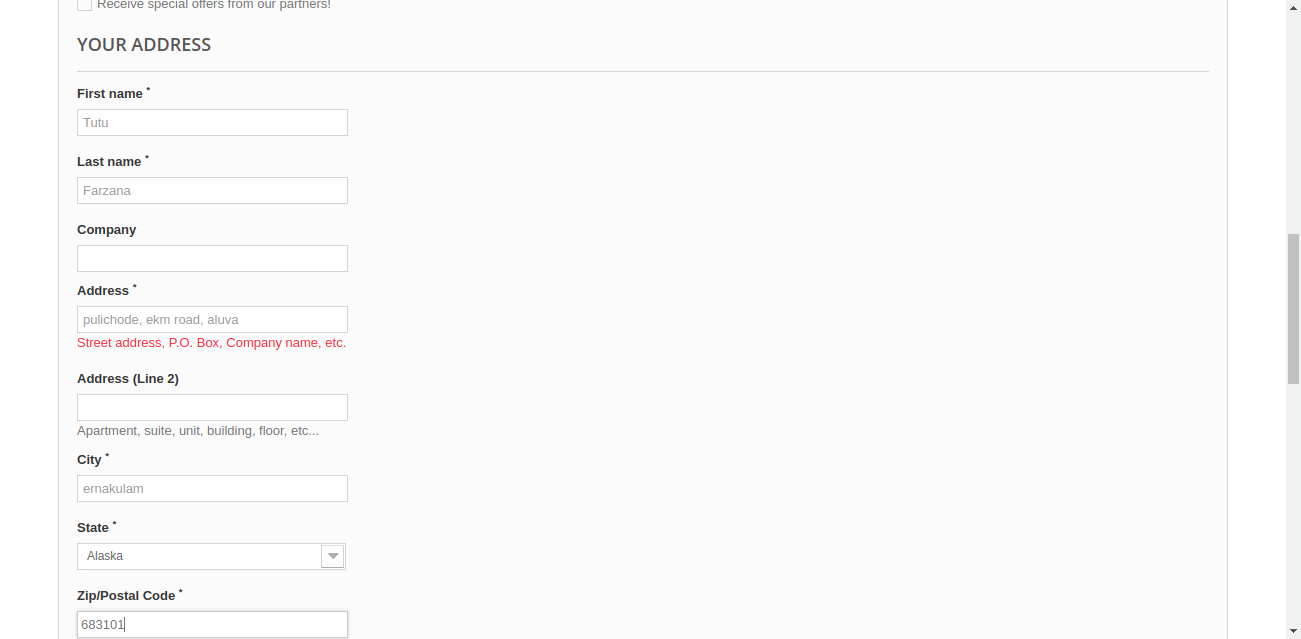 Receive special offers from our partners!
YOUR ADDRESS
First name *
Tutu
Last name *
Farzana
Company
Address *
pulichode, ekm road, aluva
Street address, P.O. Box, Company name, etc.
Address (Line 2)
Apartment, suite, unit, building, floor, etc...
City *
ernakulam
State *
Alaska
Zip/Postal Code *
683101